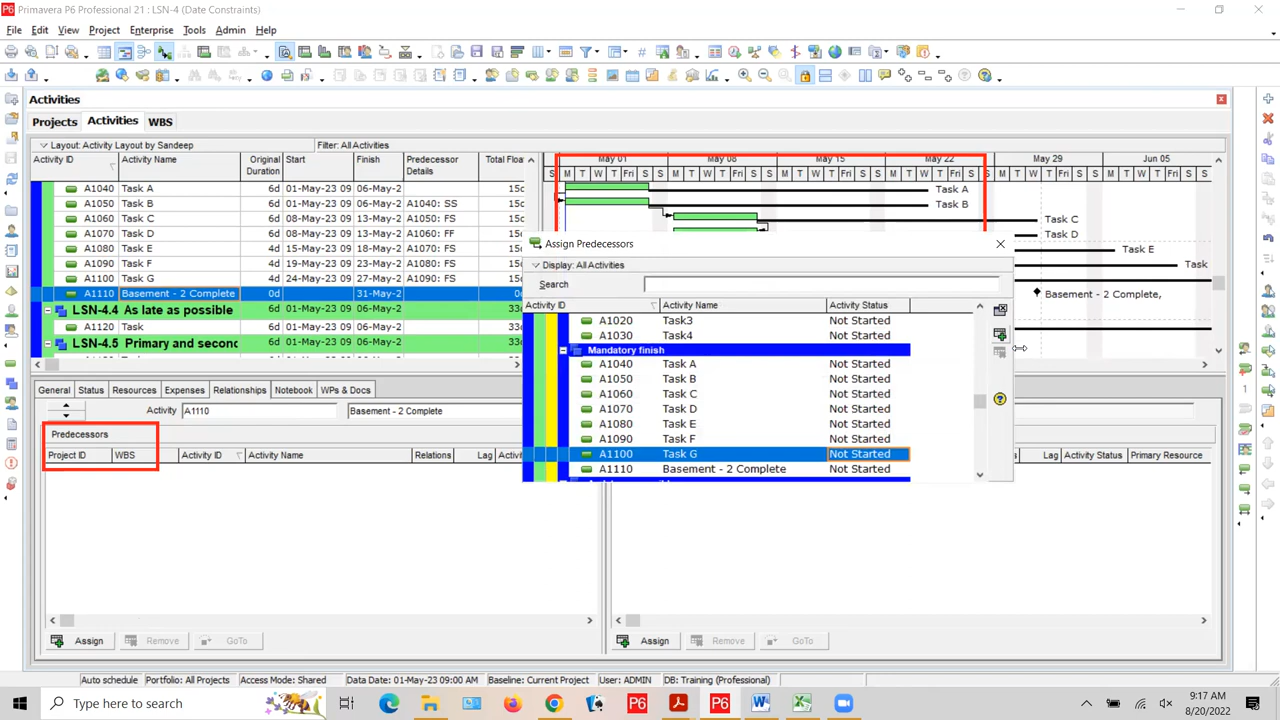 P6 Primavera P6 Professional 21 : LSN-4 (Date Constraints)
File Edit View Project Enterprise Tools Admin Help
Activities
Projects Activities WBS
Layout: Activity Layout by Sandeep Filter: All Activities
Activity ID Activity Name Original Duration Start Finish Predecessor Details Total Floa
May 01 May 08 May 15 May 22 May 29 Jun 05
S M T W T Fri S S M T W T Fri S S M T W T Fri S S M T W T Fri S S M T W T Fri S S M T W T Fri S S
A1040 Task A 6d 01-May-23 09 06-May-2 15d Task A
A1050 Task B 6d 01-May-23 09 06-May-2 A1040: SS 15d Task B
A1060 Task C 6d 08-May-23 09 13-May-2 A1050: FS 15d Task C
A1070 Task D 6d 08-May-23 09 13-May-2 A1060: FF 15d Task D
A1080 Task E 4d 15-May-23 09 18-May-2 A1070: FS 15d Task E
A1090 Task F 4d 19-May-23 09 23-May-2 A1080: FS 15d Task
A1100 Task G 4d 24-May-23 09 27-May-2 A1090: FS 15d
A1110 Basement - 2 Complete 0d 31-May-2 0d Basement - 2 Complete,
LSN-4.4 As late as possible 6d 01-May-23 09 06-May-2 33d
A1120 Task 6d 01-May-23 09 06-May-2 33d
LSN-4.5 Primary and second 6d 01-May-23 09 06-May-2 33d
Assign Predecessors
Display: All Activities
Search
Activity ID Activity Name Activity Status
A1020 Task3 Not Started
A1030 Task4 Not Started
Mandatory finish
A1040 Task A Not Started
A1050 Task B Not Started
A1060 Task C Not Started
A1070 Task D Not Started
A1080 Task E Not Started
A1090 Task F Not Started
A1100 Task G Not Started
A1110 Basement - 2 Complete Not Started
General Status Resources Expenses Relationships Notebook WPs & Docs
Activity A1110 Basement - 2 Complete
Predecessors
Project ID WBS Activity ID Activity Name Relations Lag Activ
Lag Activity Status Primary Resource
Assign Remove GoTo Assign Remove GoTo
Auto schedule Portfolio: All Projects Access Mode: Shared Data Date: 01-May-23 09:00 AM Baseline: Current Project User: ADMIN DB: Training (Professional)
Type here to search
P6 P6
9:17 AM
8/20/2022